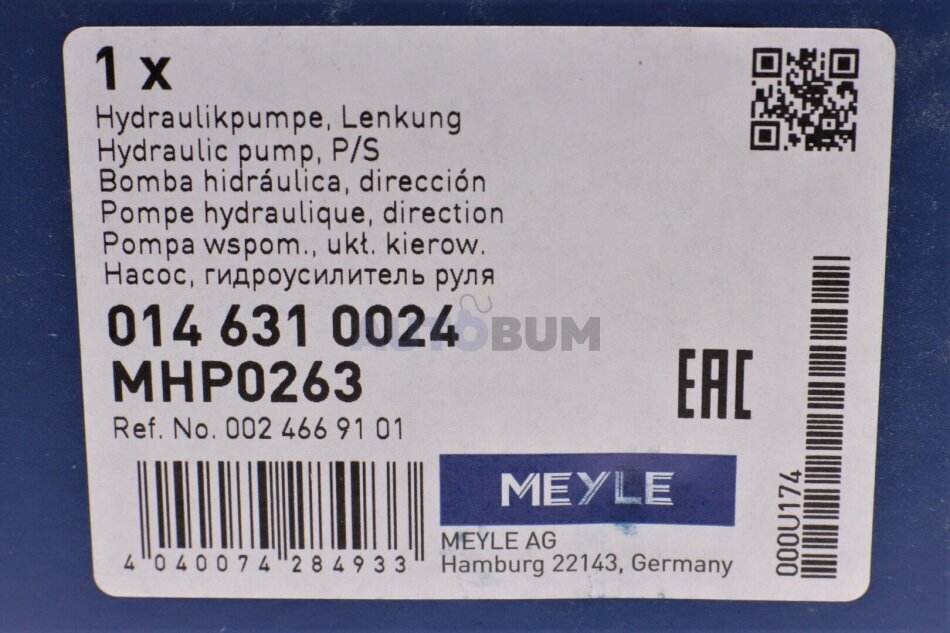 1 x
Hydraulikpumpe, Lenkung
Hydraulic pump, P/S
Bomba hidráulica, dirección
Pompe hydraulique, direction
Pompa wspom., ukł. kierow.
Насос, гидроусилитель руля
014 631 0024
AUTOBUM
MHP0263
EAC
Ref. No. 002 466 91 01
MEYLE
4 040074 284933
MEYLE AG
Hamburg 22143, Germany
000U174